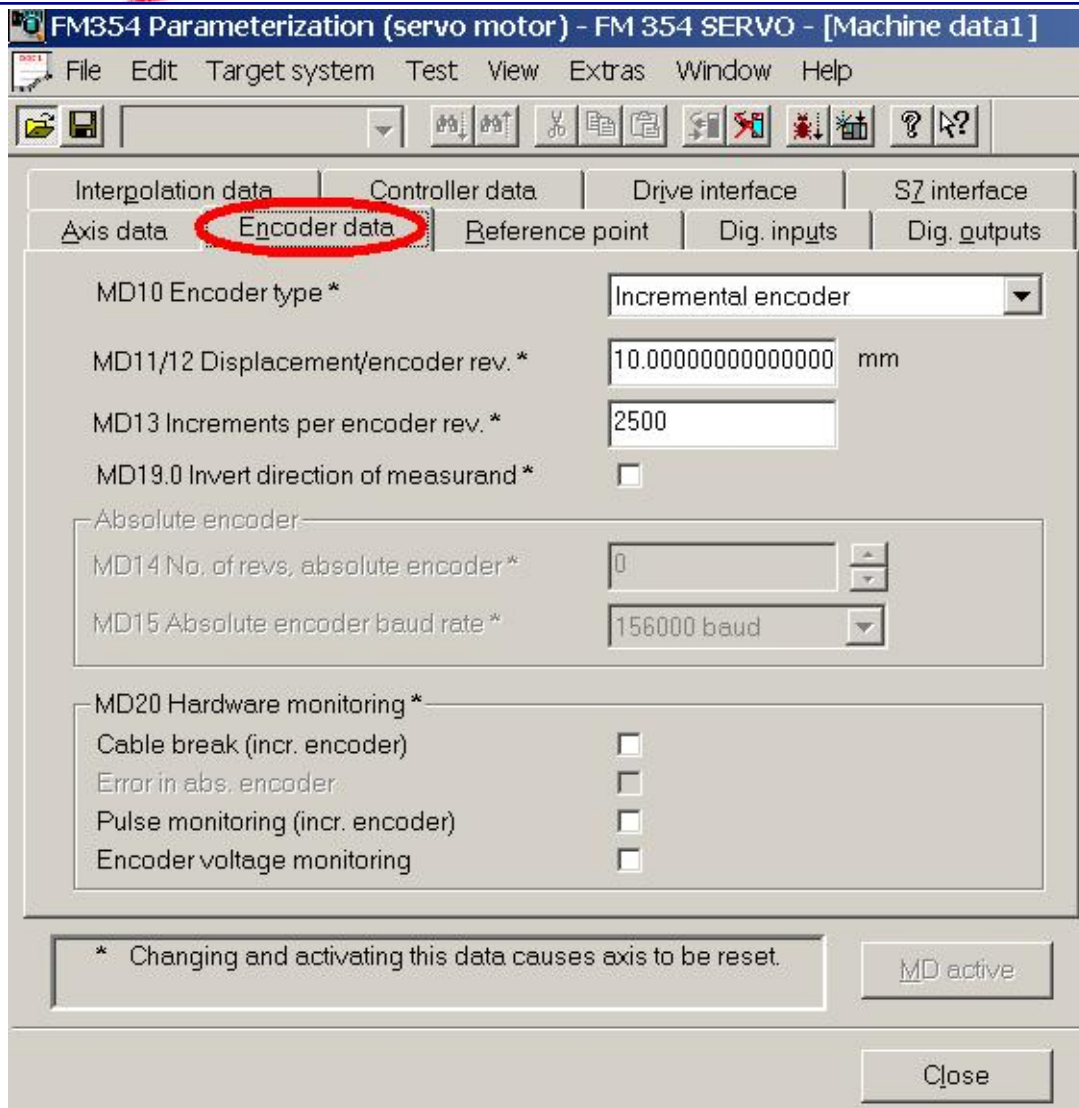 FM354 Parameterization (servo motor) - FM 354 SERVO - [Machine data1]
File Edit Target system Test View Extras Window Help
Interpolation data Controller data Drive interface S7 interface
Axis data Encoder data Reference point Dig. inputs Dig. outputs
MD10 Encoder type * Incremental encoder
MD11/12 Displacement/encoder rev. * 10.00000000000000 mm
MD13 Increments per encoder rev. * 2500
MD19.0 Invert direction of measurand *
Absolute encoder
MD14 No. of revs, absolute encoder * 0
MD15 Absolute encoder baud rate * 156000 baud
MD20 Hardware monitoring *
Cable break (incr. encoder)
Error in abs. encoder
Pulse monitoring (incr. encoder)
Encoder voltage monitoring
* Changing and activating this data causes axis to be reset.
MD active
Close